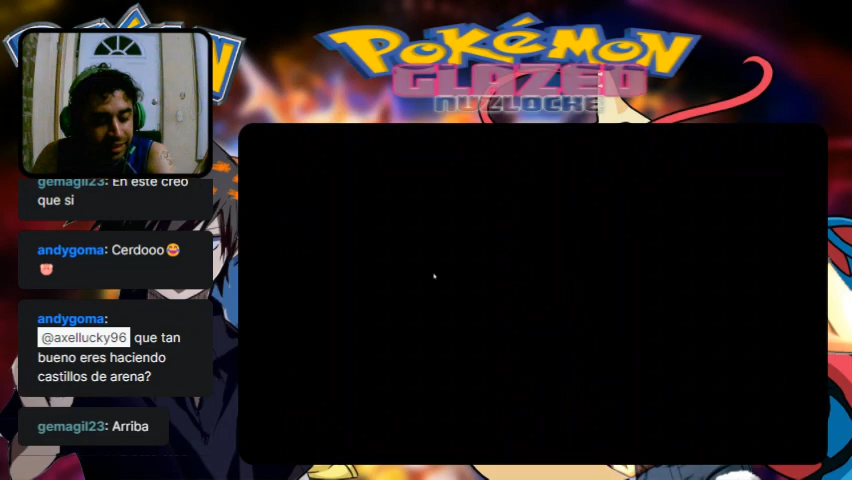 POKÉMON
GLAZED
NUZLOCKE
gemagil23: En este creo
que si
andygoma: Cerdooo
andygoma:
@axellucky96 que tan
bueno eres haciendo
castillos de arena?
gemagil23: Arriba